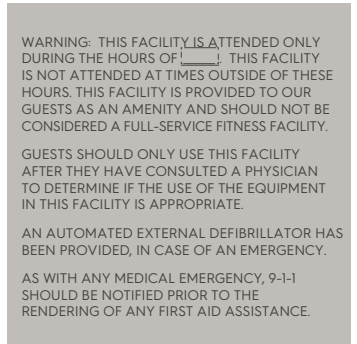 WARNING: THIS FACILITY IS ATTENDED ONLY
DURING THE HOURS OF _____. THIS FACILITY
IS NOT ATTENDED AT TIMES OUTSIDE OF THESE
HOURS. THIS FACILITY IS PROVIDED TO OUR
GUESTS AS AN AMENITY AND SHOULD NOT BE
CONSIDERED A FULL-SERVICE FITNESS FACILITY.
GUESTS SHOULD ONLY USE THIS FACILITY
AFTER THEY HAVE CONSULTED A PHYSICIAN
TO DETERMINE IF THE USE OF THE EQUIPMENT
IN THIS FACILITY IS APPROPRIATE.
AN AUTOMATED EXTERNAL DEFIBRILLATOR HAS
BEEN PROVIDED, IN CASE OF AN EMERGENCY.
AS WITH ANY MEDICAL EMERGENCY, 9-1-1
SHOULD BE NOTIFIED PRIOR TO THE
RENDERING OF ANY FIRST AID ASSISTANCE.